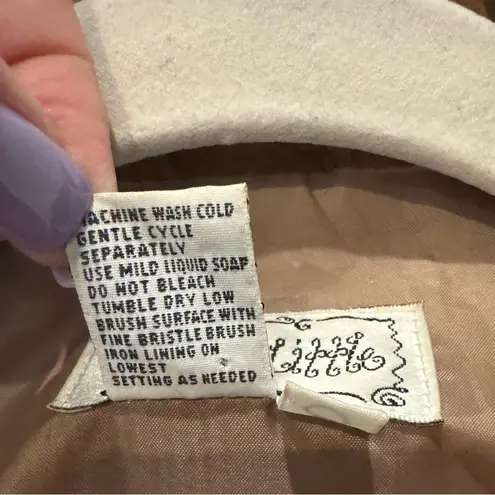 MACHINE WASH COLD
GENTLE CYCLE
SEPARATELY
USE MILD LIQUID SOAP
DO NOT BLEACH
TUMBLE DRY LOW
BRUSH SURFACE WITH
FINE BRISTLE BRUSH
IRON LINING ON
LOWEST
SETTING AS NEEDED